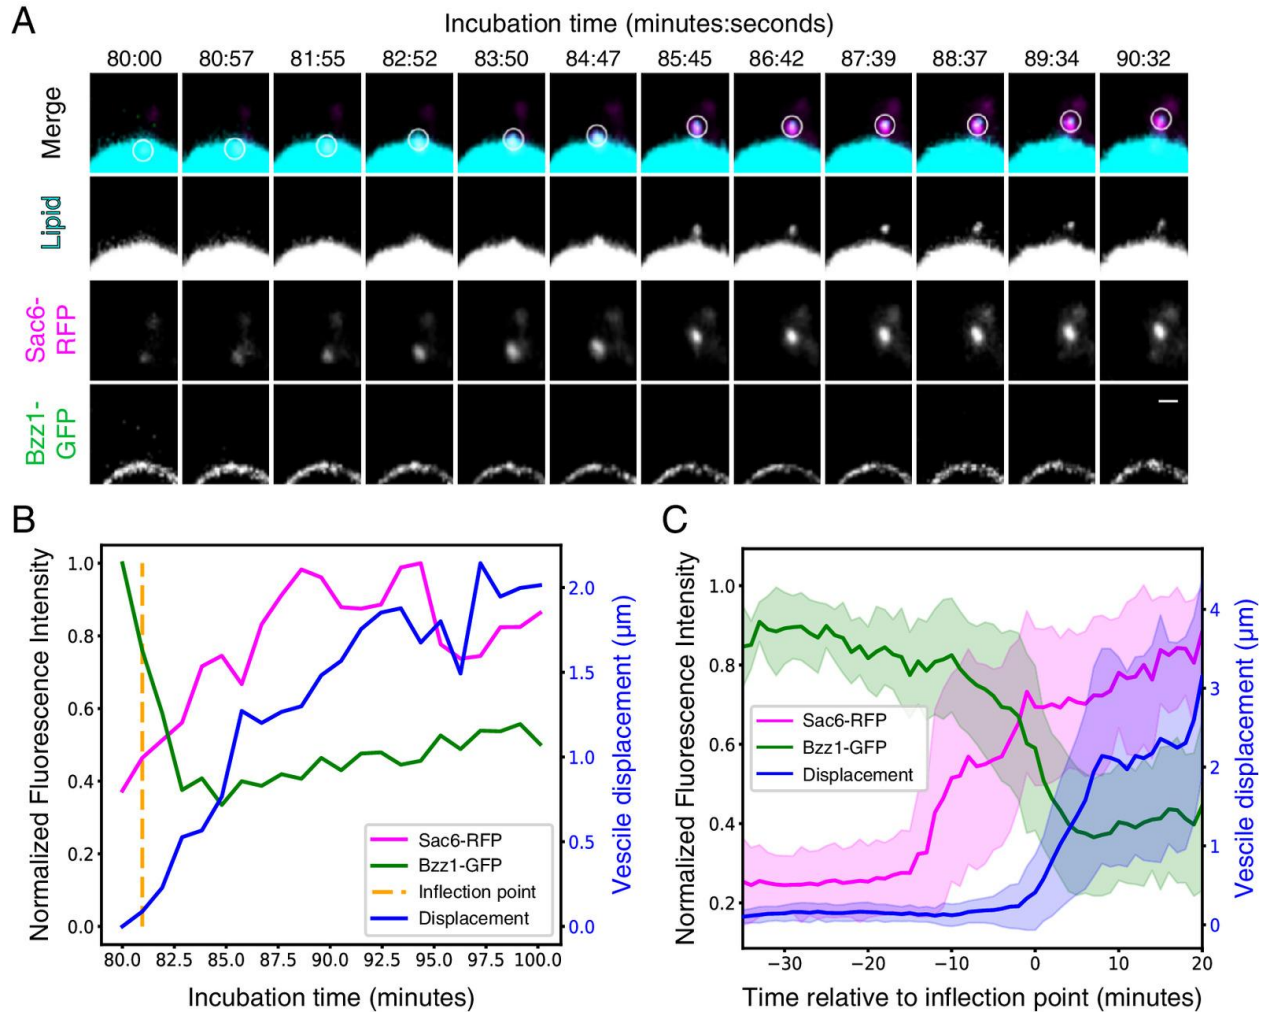 A
Incubation time (minutes:seconds)
80:00 80:57 81:55 82:52 83:50 84:47 85:45 86:42 87:39 88:37 89:34 90:32
Merge
Lipid
Sac6-
RFP
Bzz1-
GFP
B
Normalized Fluorescence Intensity
1.0
0.8
0.6
0.4
0.2
0.0
Sac6-RFP
Bzz1-GFP
Inflection point
Displacement
2.0
1.5
1.0
0.5
0.0
Vescile displacement (μm)
80.0 82.5 85.0 87.5 90.0 92.5 95.0 97.5 100.0
Incubation time (minutes)
C
Normalized Fluorescence Intensity
1.0
0.8
0.6
0.4
0.2
Sac6-RFP
Bzz1-GFP
Displacement
4
3
2
1
0
Vescile displacement (μm)
−30 −20 −10 0 10 20
Time relative to inflection point (minutes)